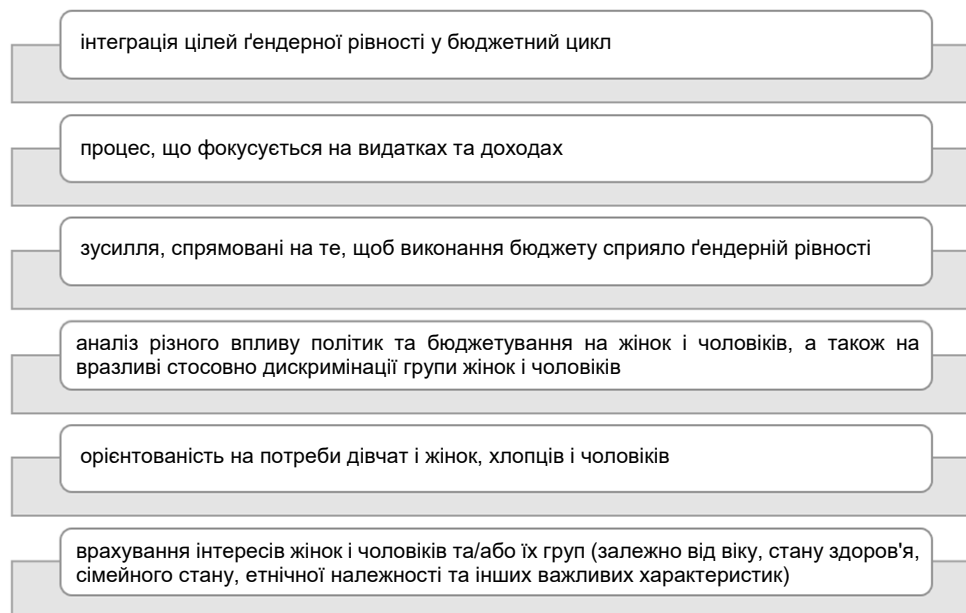 інтеграція цілей ґендерної рівності у бюджетний цикл
процес, що фокусується на видатках та доходах
зусилля, спрямовані на те, щоб виконання бюджету сприяло ґендерній рівності
аналіз різного впливу політик та бюджетування на жінок і чоловіків, а також на
вразливі стосовно дискримінації групи жінок і чоловіків
орієнтованість на потреби дівчат і жінок, хлопців і чоловіків
врахування інтересів жінок і чоловіків та/або їх груп (залежно від віку, стану здоров'я,
сімейного стану, етнічної належності та інших важливих характеристик)